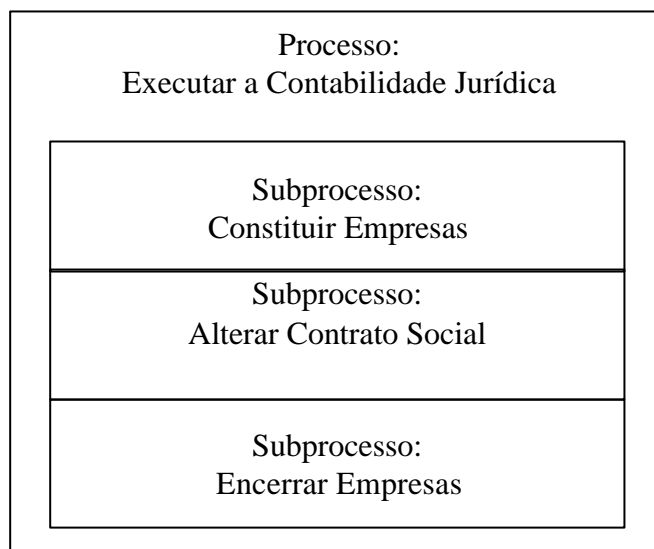 Processo:
Executar a Contabilidade Jurídica
Subprocesso:
Constituir Empresas
Subprocesso:
Alterar Contrato Social
Subprocesso:
Encerrar Empresas